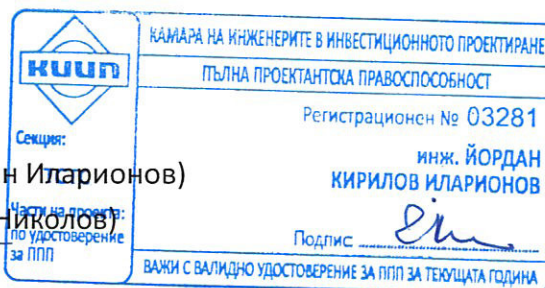 КАМАРА НА ИНЖЕНЕРИТЕ В ИНВЕСТИЦИОННОТО ПРОЕКТИРАНЕ
КИИП
ПЪЛНА ПРОЕКТАНТСКА ПРАВОСПОСОБНОСТ
Регистрационен № 03281
Секция:
инж. ЙОРДАН
н Иларионов)
КИРИЛОВ ИЛАРИОНОВ
Части на проекта:
Николов)
по удостоверение
за ППП
Подпис
ВАЖИ С ВАЛИДНО УДОСТОВЕРЕНИЕ ЗА ППП ЗА ТЕКУЩАТА ГОДИНА